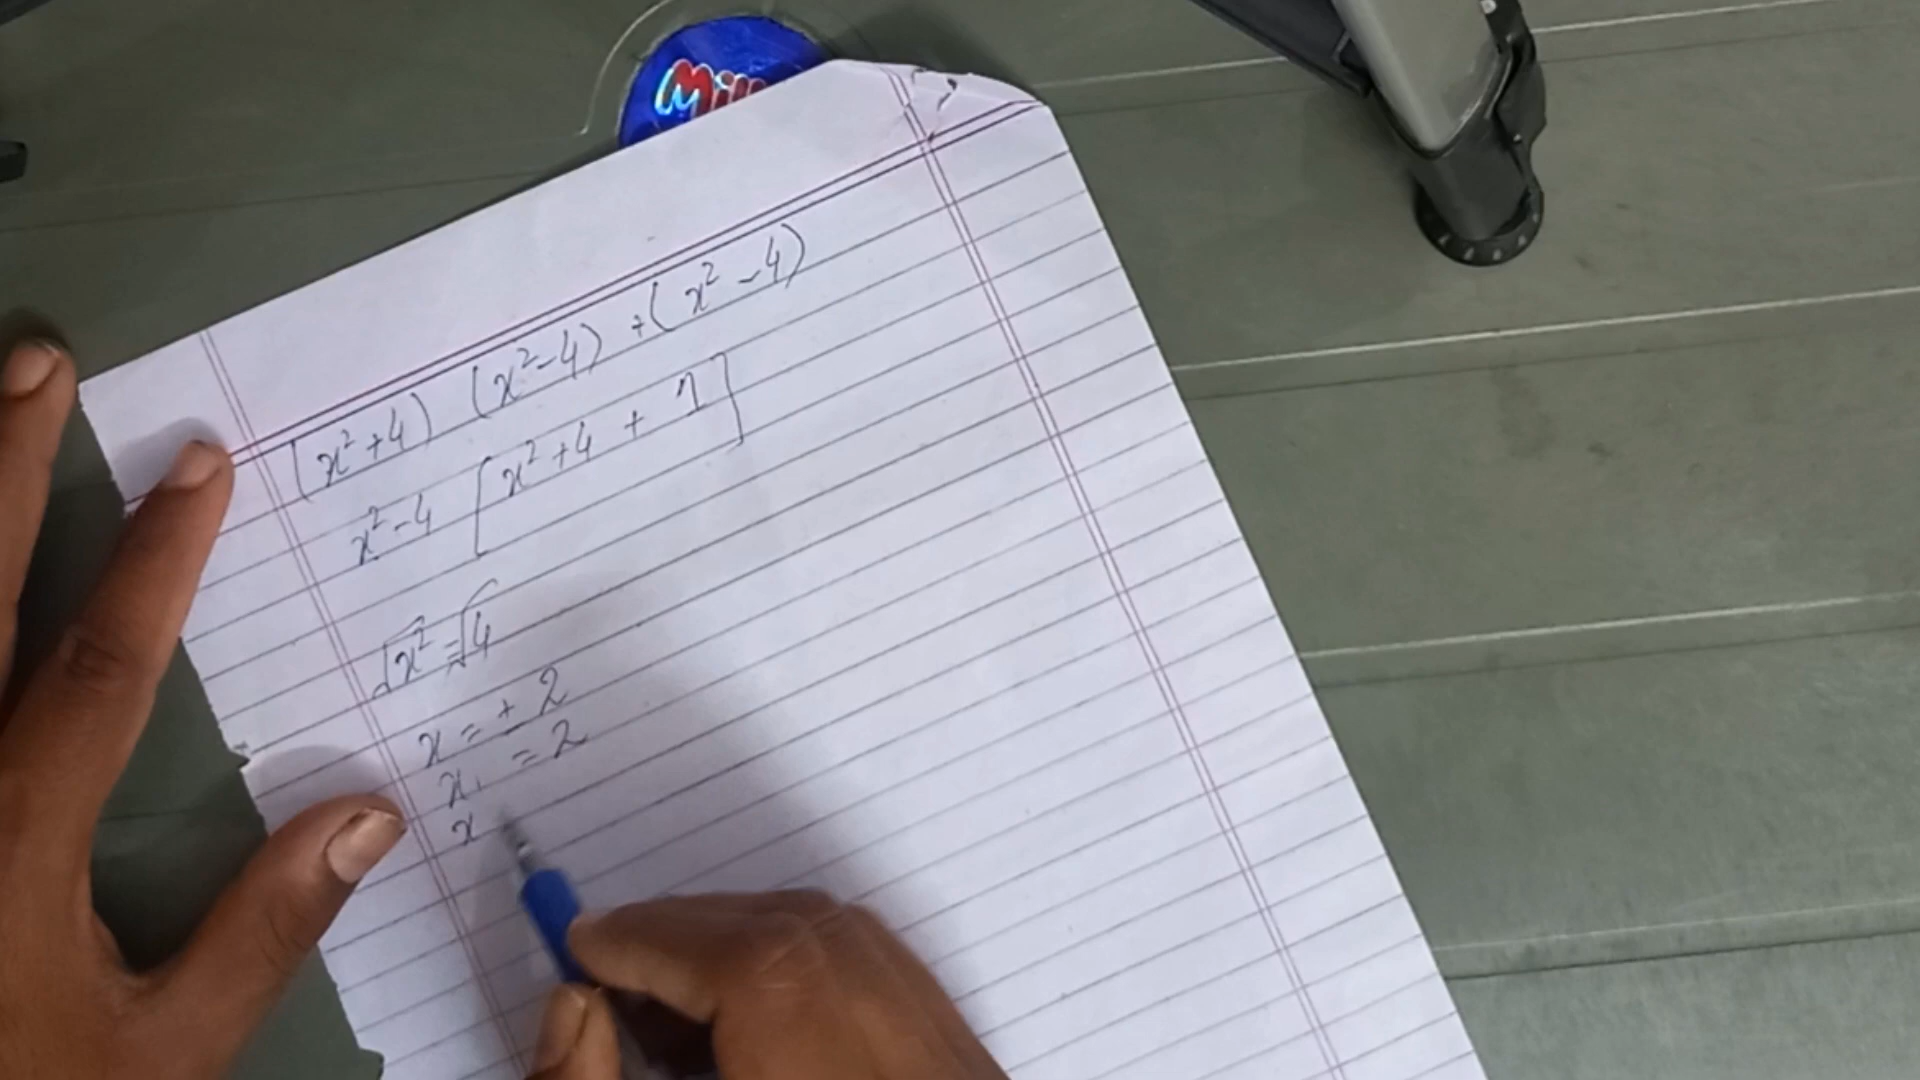 (x² + 4) (x² - 4) + (x² - 4)
x² - 4 [x² + 4 + 1]
√x² = √4
x = ± 2
x₁ = 2
x